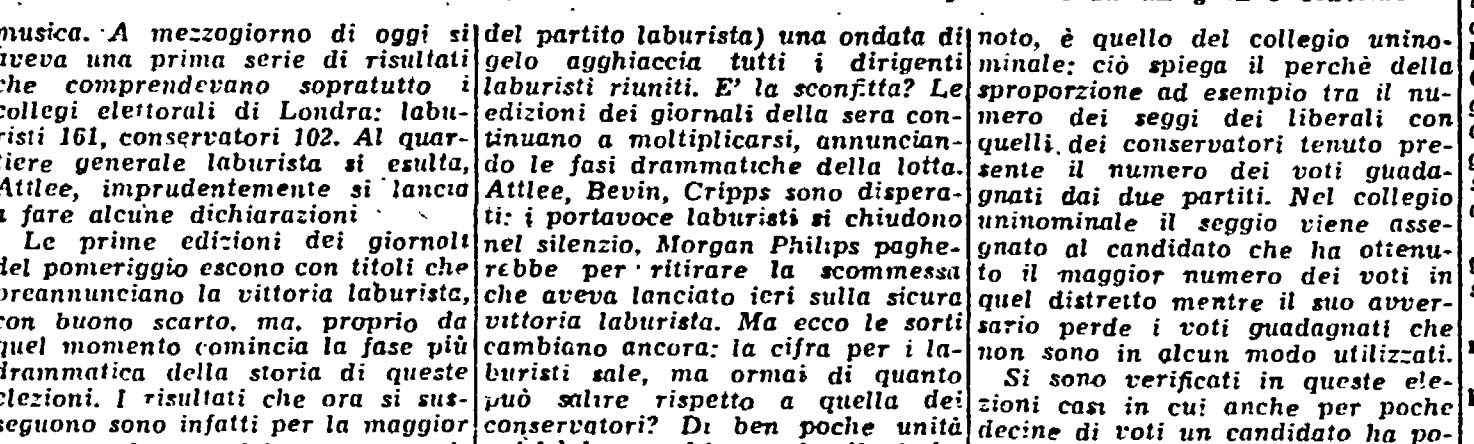 musica. A mezzogiorno di oggi si
aveva una prima serie di risultati
che comprendevano sopratutto i
collegi elettorali di Londra: labu-
risti 161, conservatori 102. Al quar-
tiere generale laburista si esulta,
Attlee, imprudentemente si lancia
a fare alcune dichiarazioni
Le prime edizioni dei giornali
del pomeriggio escono con titoli che
preannunciano la vittoria laburista,
con buono scarto, ma, proprio da
quel momento comincia la fase più
drammatica della storia di queste
elezioni. I risultati che ora si sus-
seguono sono infatti per la maggior
del partito laburista) una ondata di
gelo agghiaccia tutti i dirigenti
laburisti riuniti. E' la sconfitta? Le
edizioni dei giornali della sera con-
tinuano a moltiplicarsi, annuncian-
do le fasi drammatiche della lotta.
Attlee, Bevin, Cripps sono dispera-
ti: i portavoce laburisti si chiudono
nel silenzio, Morgan Philips paghe-
rebbe per ritirare la scommessa
che aveva lanciato ieri sulla sicura
vittoria laburista. Ma ecco le sorti
cambiano ancora: la cifra per i la-
buristi sale, ma ormai di quanto
può salire rispetto a quella dei
conservatori? Di ben poche unità
noto, è quello del collegio unino-
minale: ciò spiega il perchè della
sproporzione ad esempio tra il nu-
mero dei seggi dei liberali con
quelli dei conservatori tenuto pre-
sente il numero dei voti guada-
gnati dai due partiti. Nel collegio
uninominale il seggio viene asse-
gnato al candidato che ha ottenu-
to il maggior numero dei voti in
quel distretto mentre il suo avver-
sario perde i voti guadagnati che
non sono in alcun modo utilizzati.
Si sono verificati in queste ele-
zioni casi in cui anche per poche
decine di voti un candidato ha po-